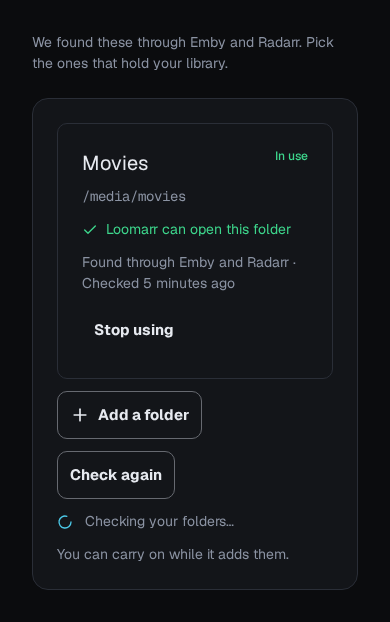 We found these through Emby and Radarr. Pick
the ones that hold your library.
Movies
In use
/media/movies
Loomarr can open this folder
Found through Emby and Radarr ·
Checked 5 minutes ago
Stop using
Add a folder
Check again
Checking your folders...
You can carry on while it adds them.